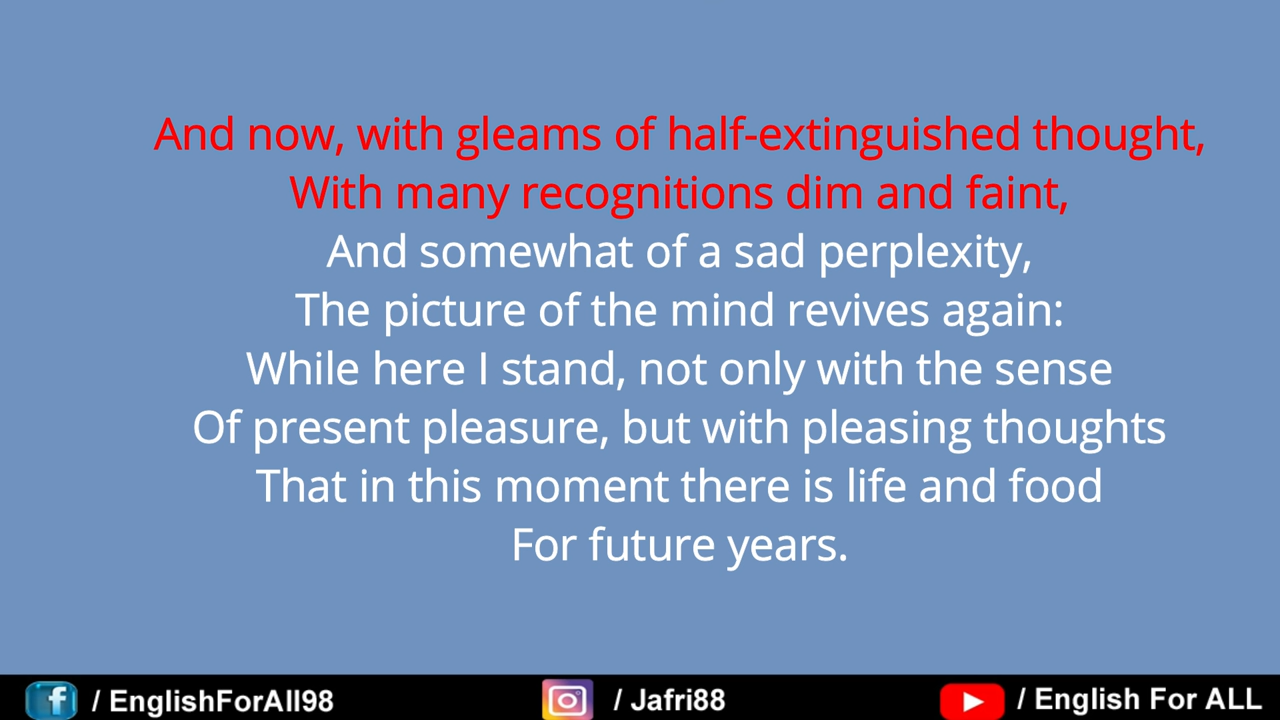 And now, with gleams of half-extinguished thought,
With many recognitions dim and faint,
And somewhat of a sad perplexity,
The picture of the mind revives again:
While here I stand, not only with the sense
Of present pleasure, but with pleasing thoughts
That in this moment there is life and food
For future years.
/ EnglishForAll98
/ Jafri88
/ English For ALL